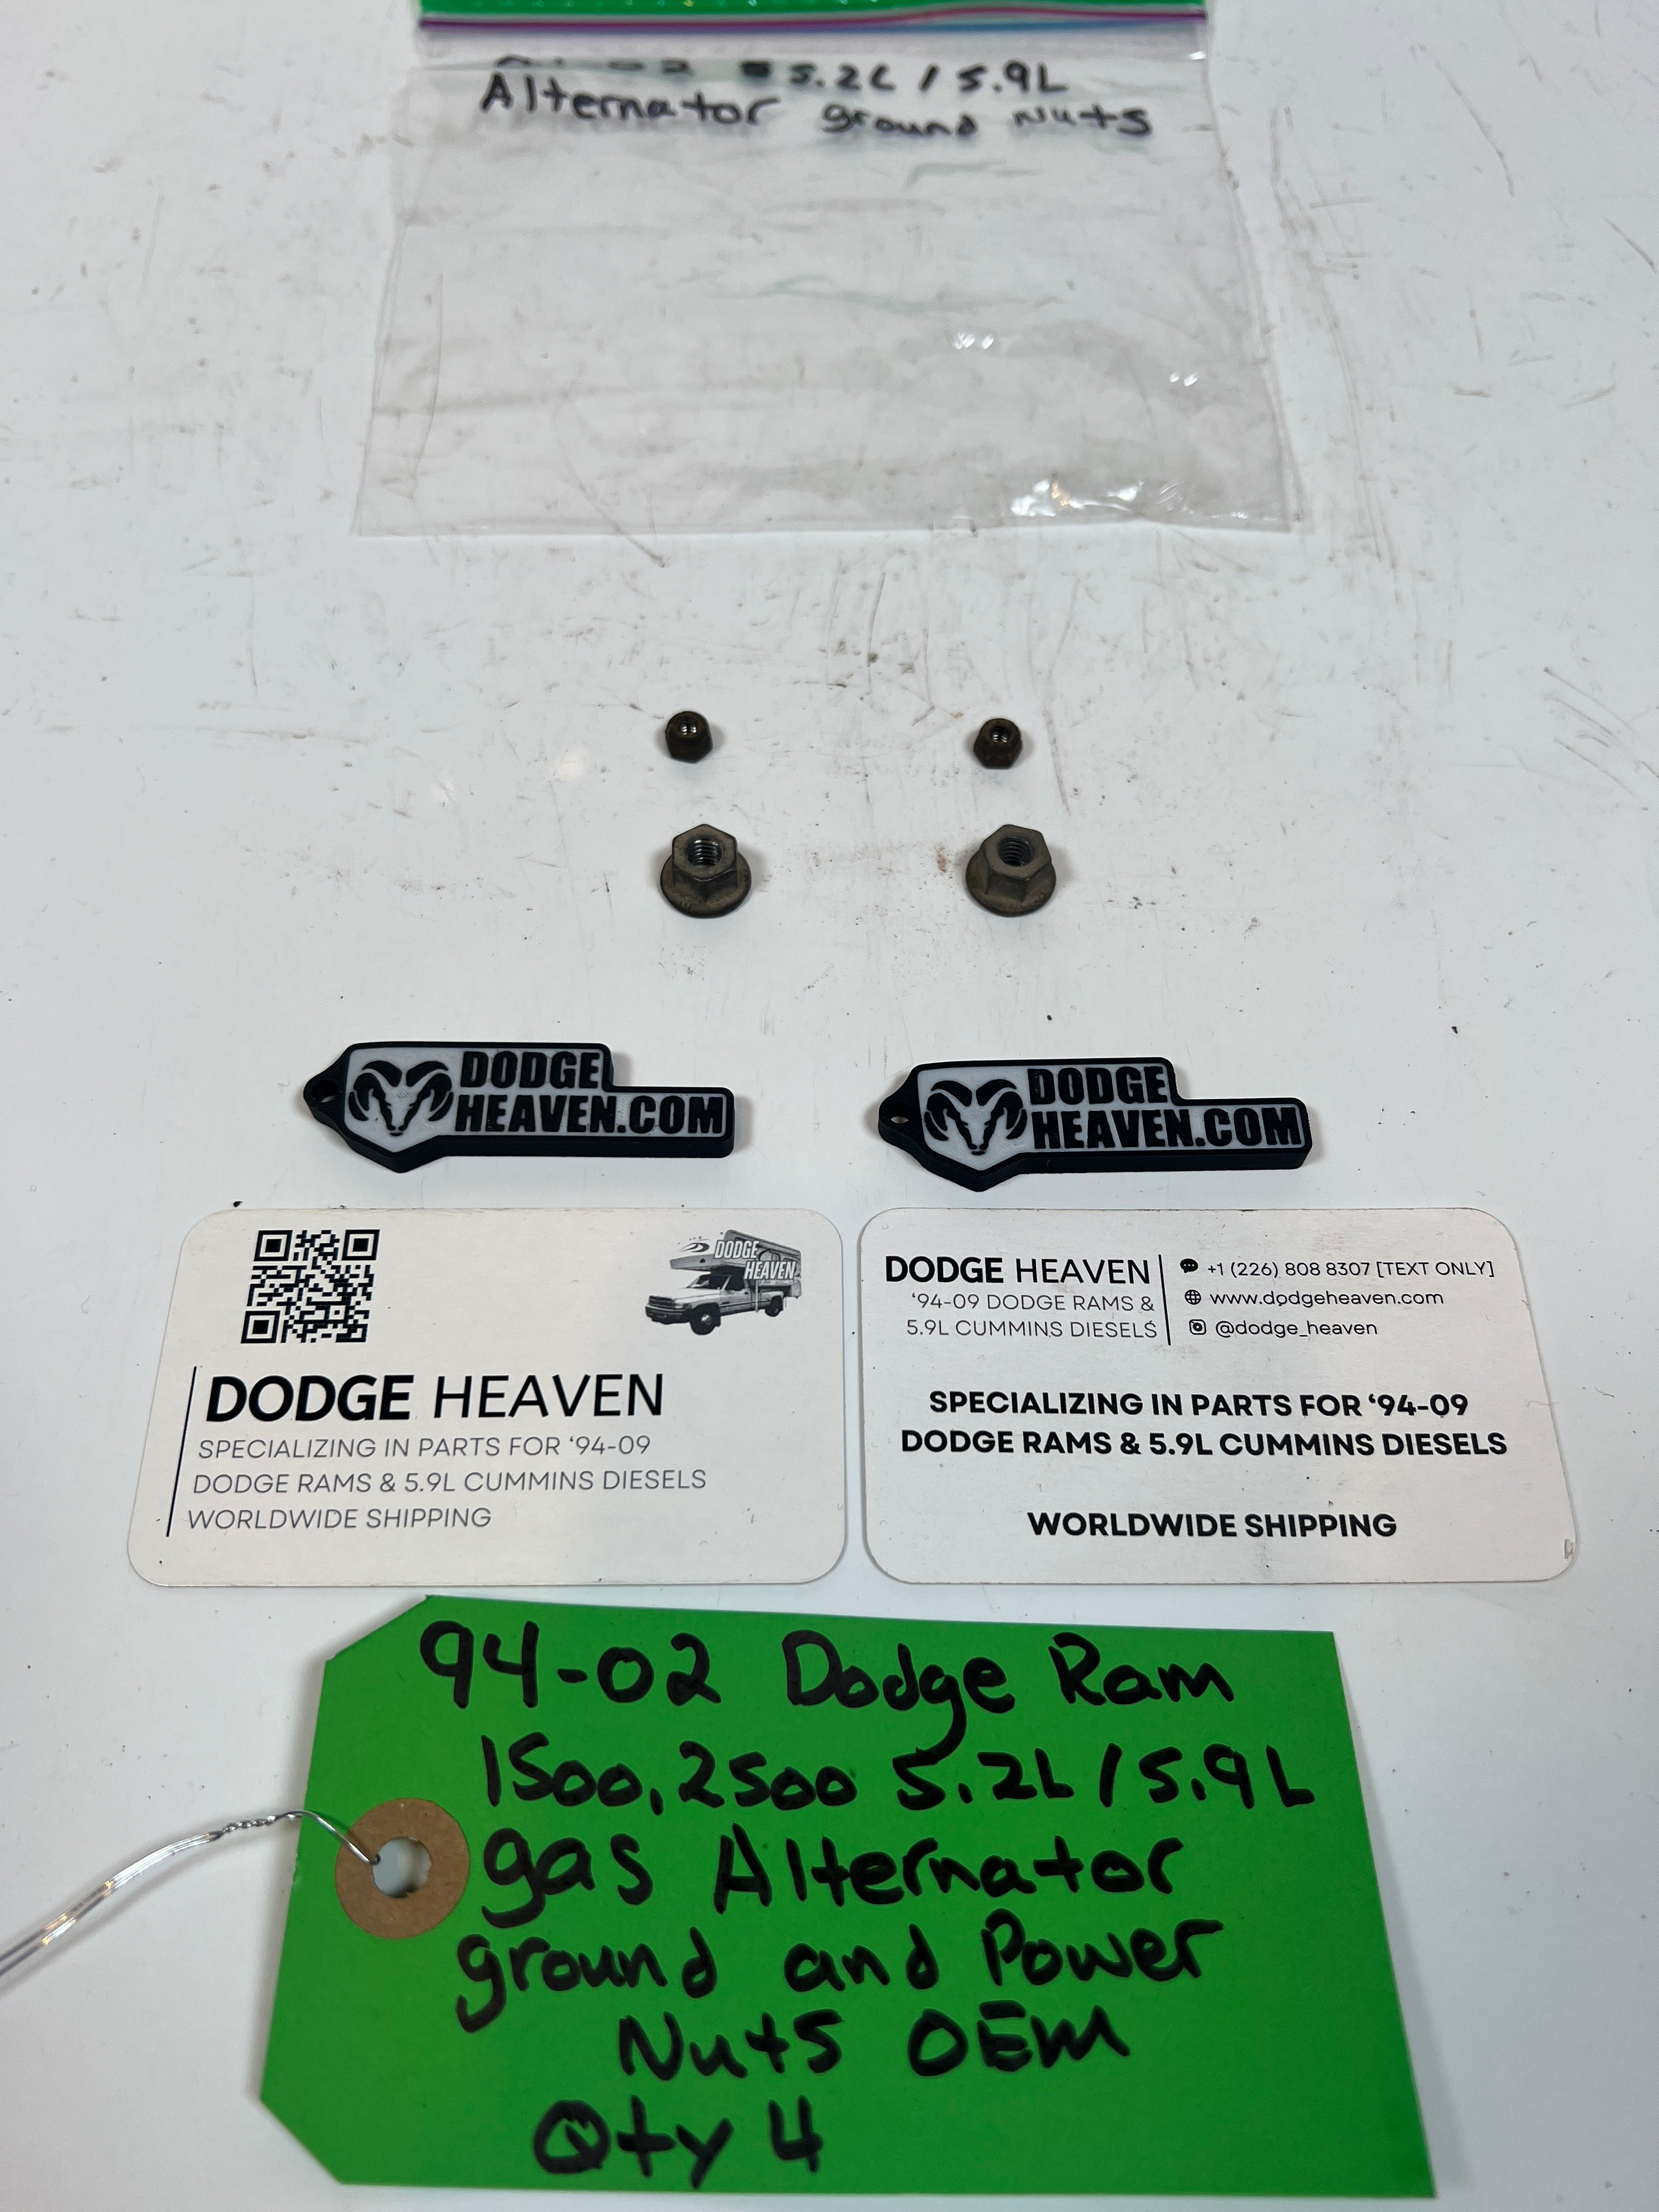 02 5.2L / 5.9L
Alternator ground Nuts
DODGE
HEAVEN.COM
DODGE
HEAVEN.COM
DODGE
HEAVEN
DODGE HEAVEN
SPECIALIZING IN PARTS FOR ‘94-09
DODGE RAMS & 5.9L CUMMINS DIESELS
WORLDWIDE SHIPPING
DODGE HEAVEN
‘94-09 DODGE RAMS &
5.9L CUMMINS DIESELS
+1 (226) 808 8307 [TEXT ONLY]
www.dodgeheaven.com
@dodge_heaven
SPECIALIZING IN PARTS FOR ‘94-09
DODGE RAMS & 5.9L CUMMINS DIESELS
WORLDWIDE SHIPPING
94-02 Dodge Ram
1500, 2500 5.2L / 5.9L
gas Alternator
ground and Power
Nuts OEM
Qty 4